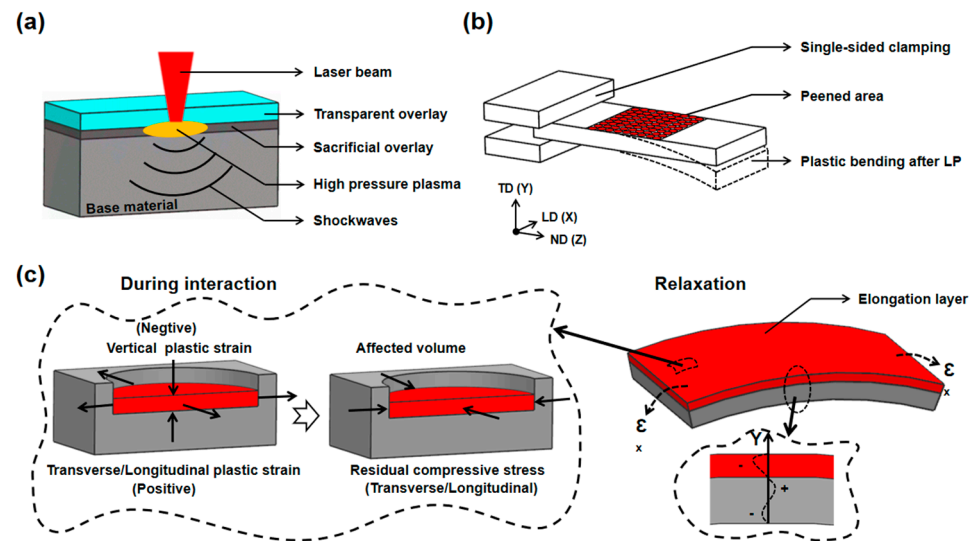 (a)
Laser beam
Transparent overlay
Sacrificial overlay
High pressure plasma
Shockwaves
Base material
(b)
Single-sided clamping
Peened area
Plastic bending after LP
TD (Y)
LD (X)
ND (Z)
(c)
During interaction
(Negtive)
Vertical plastic strain
Transverse/Longitudinal plastic strain
(Positive)
Affected volume
Residual compressive stress
(Transverse/Longitudinal)
Relaxation
Elongation layer
ε
x
ε
x
Y
-
+
-